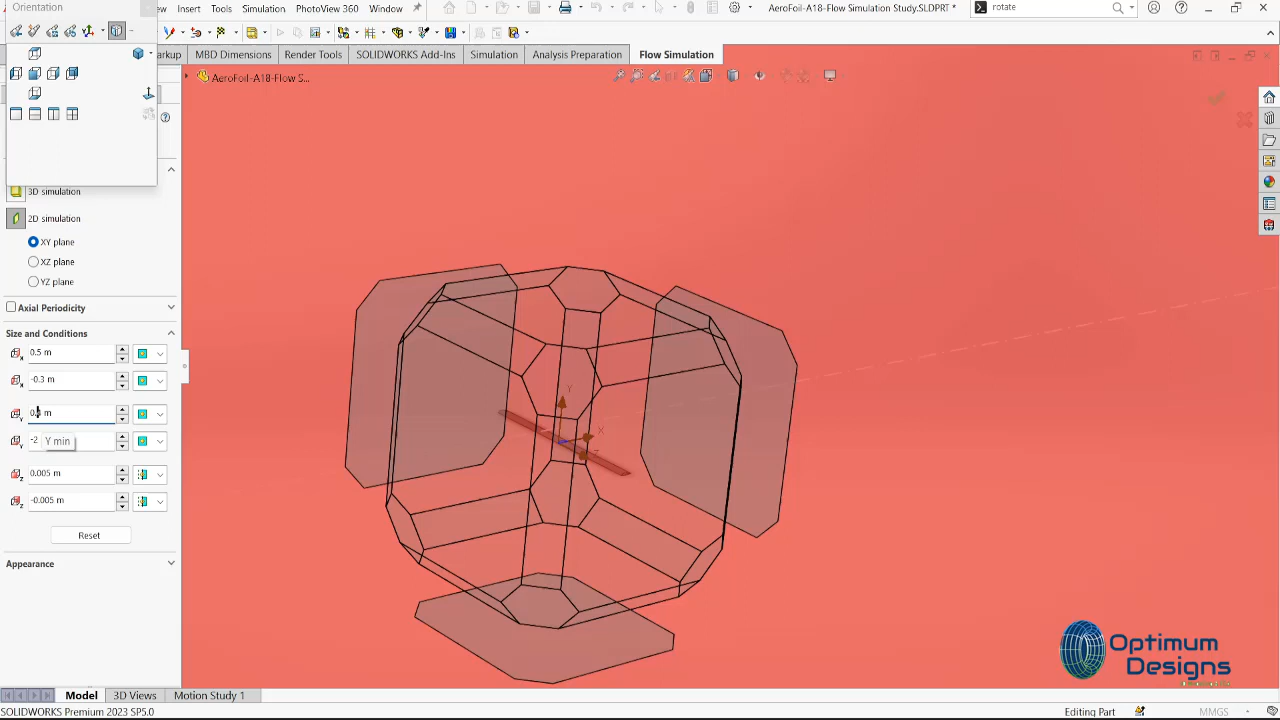 Orientation
Insert Tools Simulation PhotoView 360 Window
AeroFoil-A18-Flow Simulation Study.SLDPRT *
rotate
arkup MBD Dimensions Render Tools SOLIDWORKS Add-Ins Simulation Analysis Preparation Flow Simulation
AeroFoil-A18-Flow S...
3D simulation
2D simulation
XY plane
XZ plane
YZ plane
Axial Periodicity
Size and Conditions
0.5 m
-0.3 m
-2
Y min
0.005 m
-0.005 m
Reset
Appearance
Y
X
Optimum
Designs
Model 3D Views Motion Study 1
SOLIDWORKS Premium 2023 SP5.0
Editing Part
MMGS